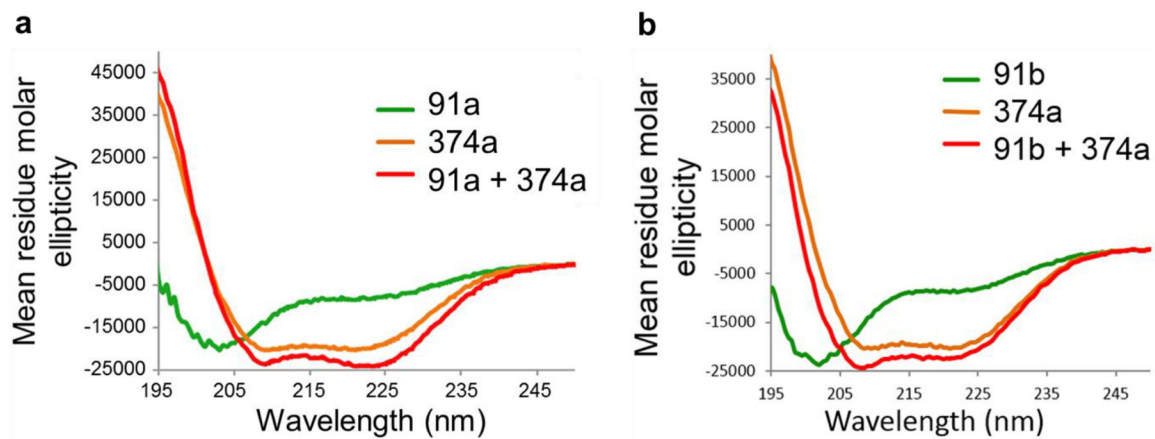 a
Mean residue molar
ellipticity
45000
35000
25000
15000
5000
-5000
-15000
-25000
195
205
215
225
235
245
Wavelength (nm)
91a
374a
91a + 374a
b
Mean residue molar
ellipticity
35000
25000
15000
5000
-5000
-15000
-25000
195
205
215
225
235
245
Wavelength (nm)
91b
374a
91b + 374a